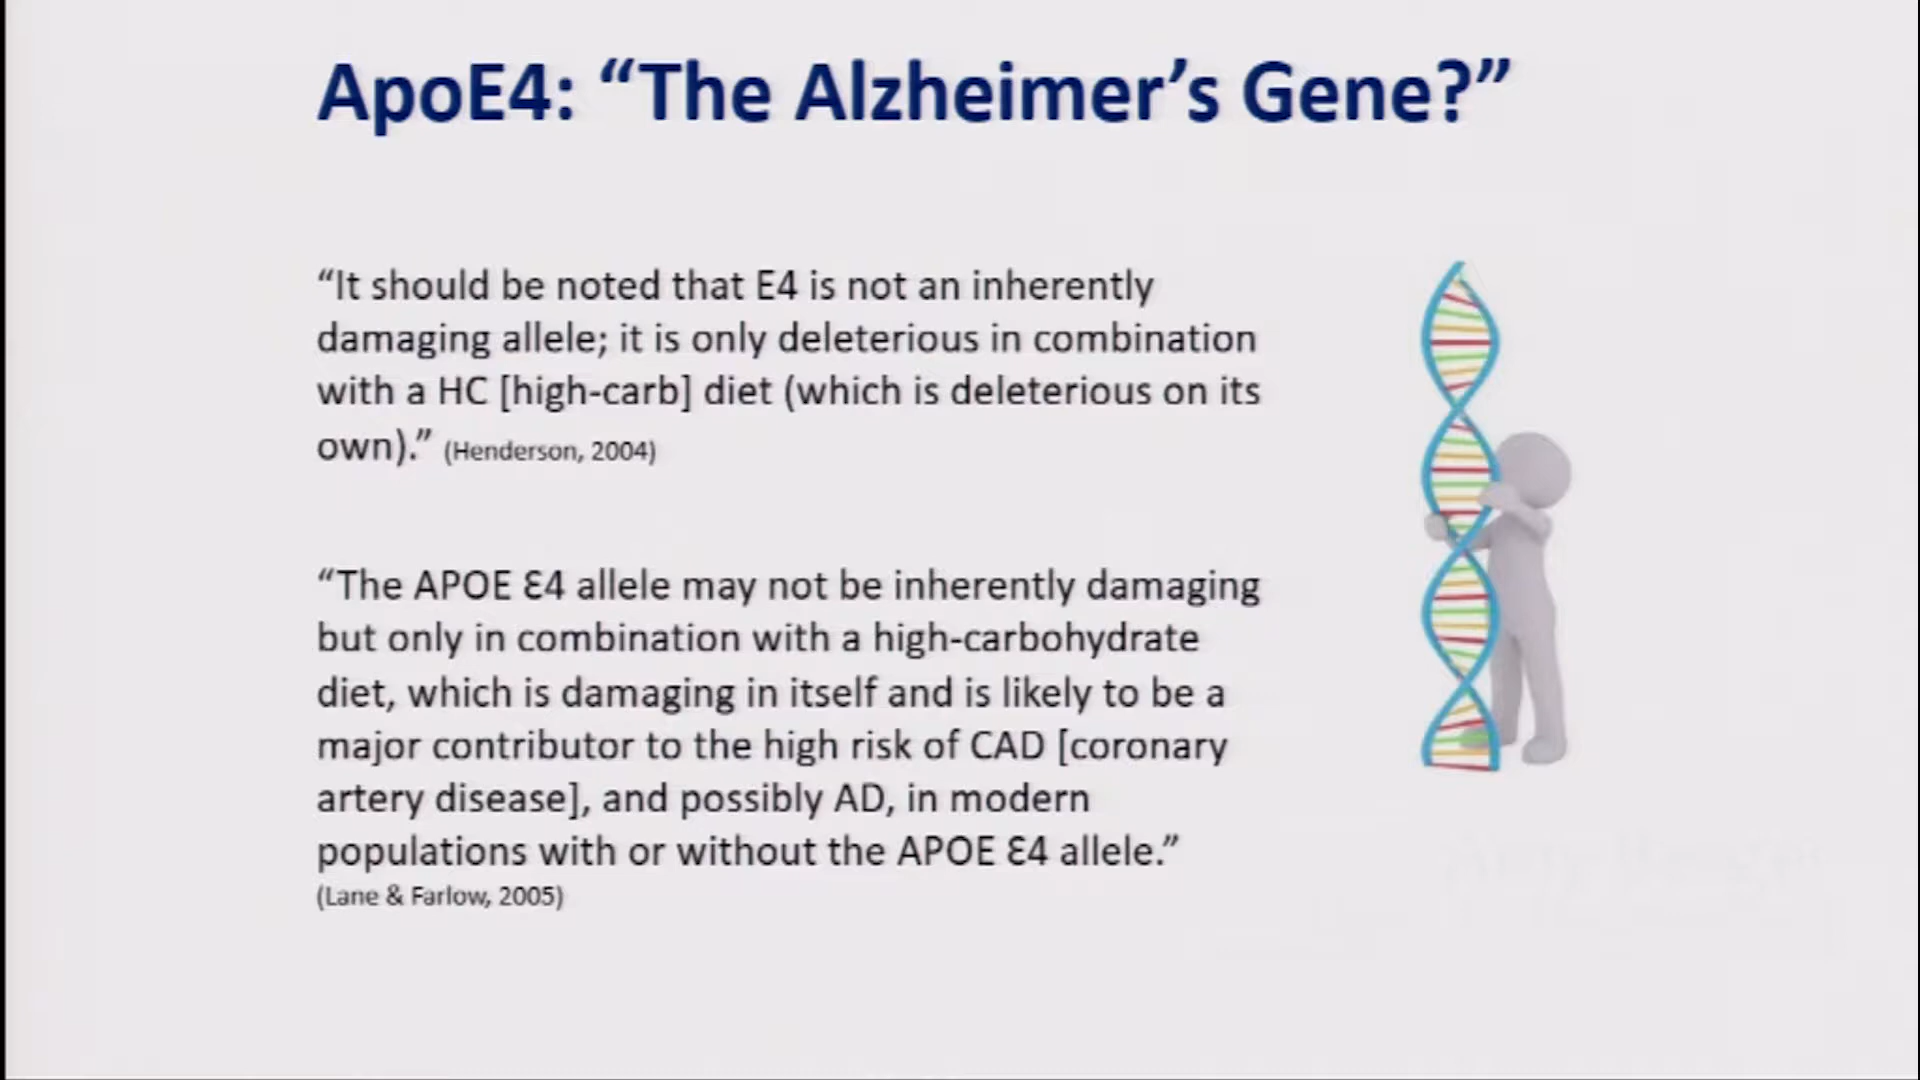 ApoE4: “The Alzheimer’s Gene?”
“It should be noted that E4 is not an inherently
damaging allele; it is only deleterious in combination
with a HC [high-carb] diet (which is deleterious on its
own).” (Henderson, 2004)
“The APOE Ɛ4 allele may not be inherently damaging
but only in combination with a high-carbohydrate
diet, which is damaging in itself and is likely to be a
major contributor to the high risk of CAD [coronary
artery disease], and possibly AD, in modern
populations with or without the APOE Ɛ4 allele.”
(Lane & Farlow, 2005)